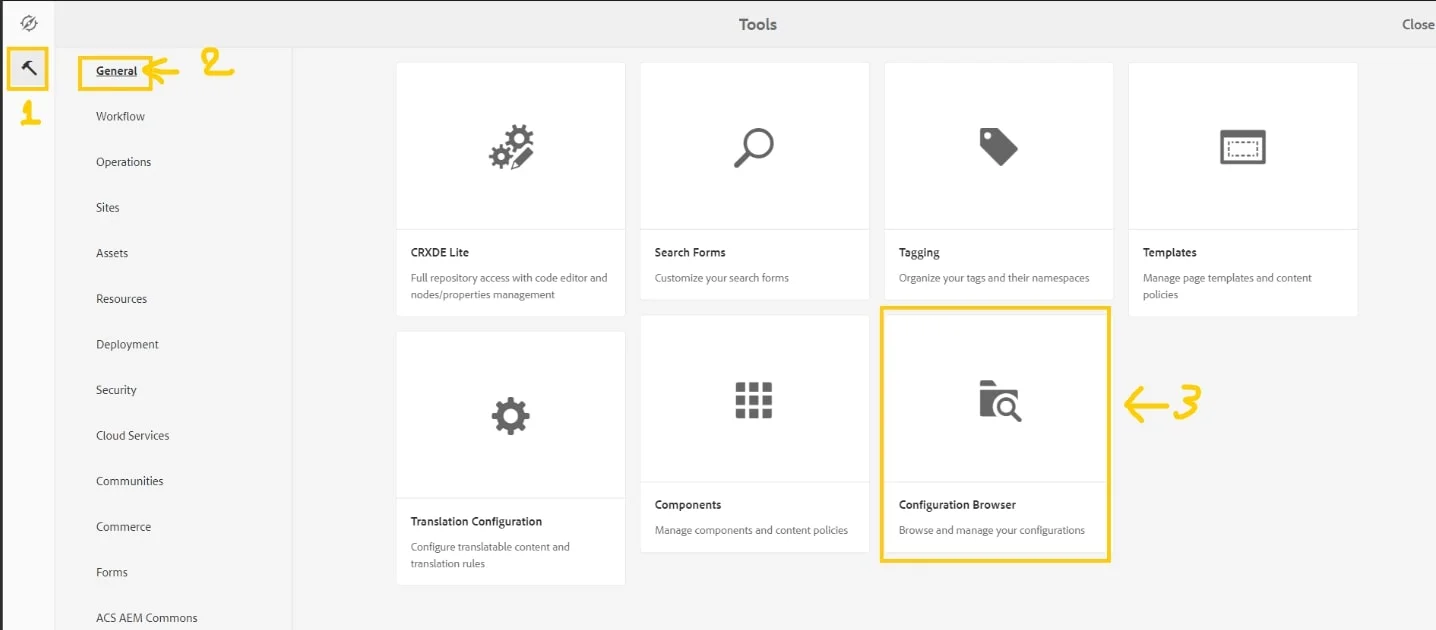 Tools
Close
1
2
General
Workflow
Operations
Sites
Assets
Resources
Deployment
Security
Cloud Services
Communities
Commerce
Forms
ACS AEM Commons
CRXDE Lite
Full repository access with code editor and
nodes/properties management
Search Forms
Customize your search forms
Tagging
Organize your tags and their namespaces
Templates
Manage page templates and content
policies
Translation Configuration
Configure translatable content and
translation rules
Components
Manage components and content policies
Configuration Browser
Browse and manage your configurations
3